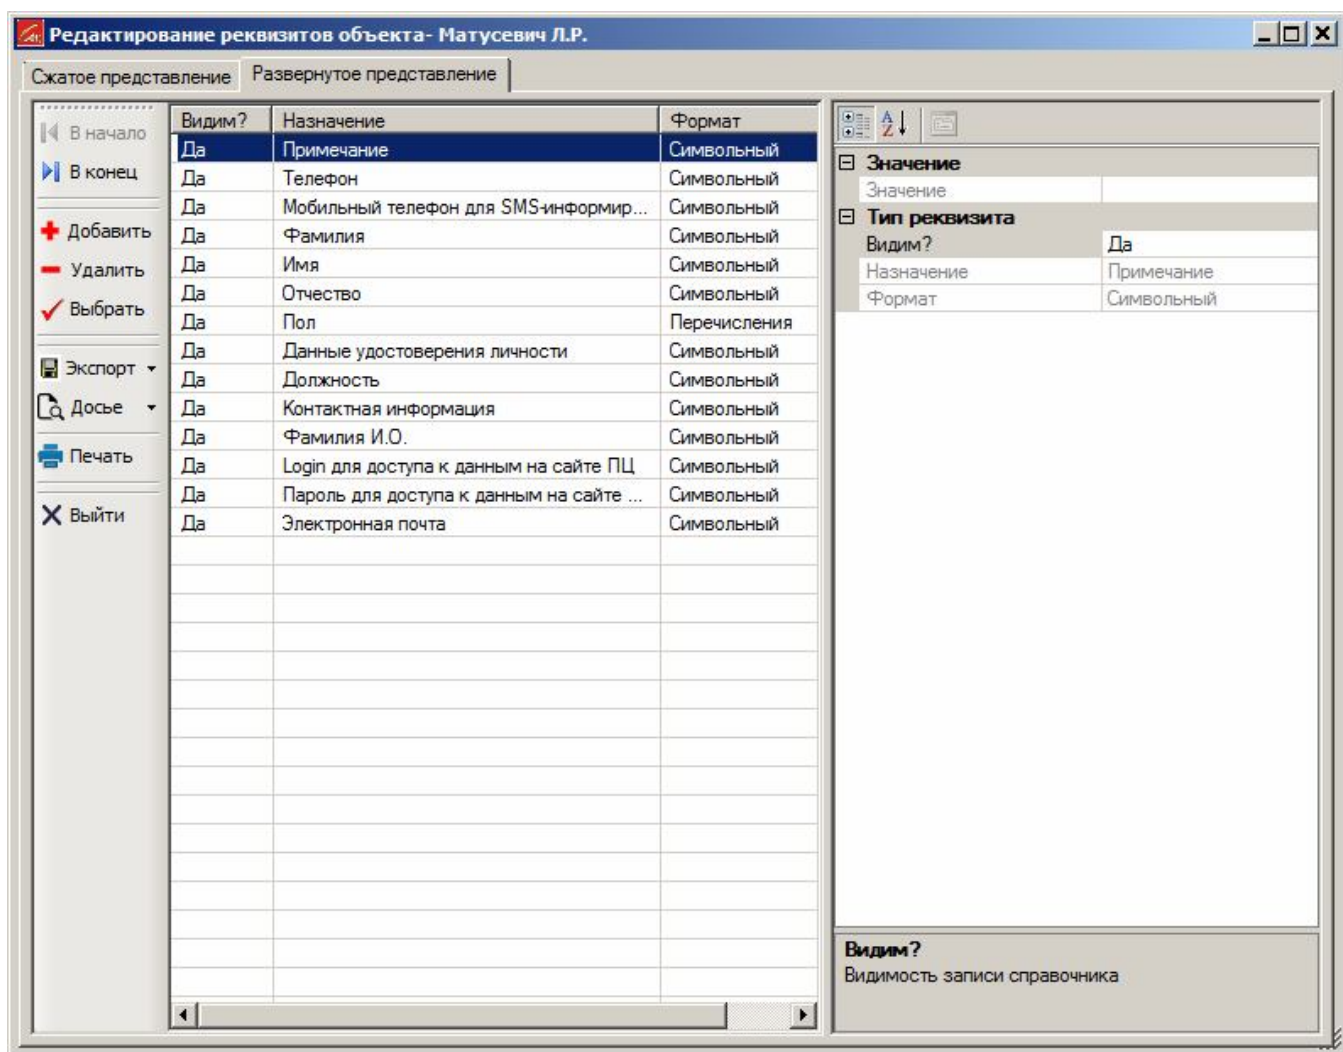 Редактирование реквизитов объекта- Матусевич Л.Р.
Сжатое представление Развернутое представление
В начало
В конец
Добавить
Удалить
Выбрать
Экспорт
Досье
Печать
Выйти
Видим? Назначение Формат
Да Примечание Символьный
Да Телефон Символьный
Да Мобильный телефон для SMS-информир... Символьный
Да Фамилия Символьный
Да Имя Символьный
Да Отчество Символьный
Да Пол Перечисления
Да Данные удостоверения личности Символьный
Да Должность Символьный
Да Контактная информация Символьный
Да Фамилия И.О. Символьный
Да Login для доступа к данным на сайте ПЦ Символьный
Да Пароль для доступа к данным на сайте ... Символьный
Да Электронная почта Символьный
Значение
Значение
Тип реквизита
Видим? Да
Назначение Примечание
Формат Символьный
Видим?
Видимость записи справочника